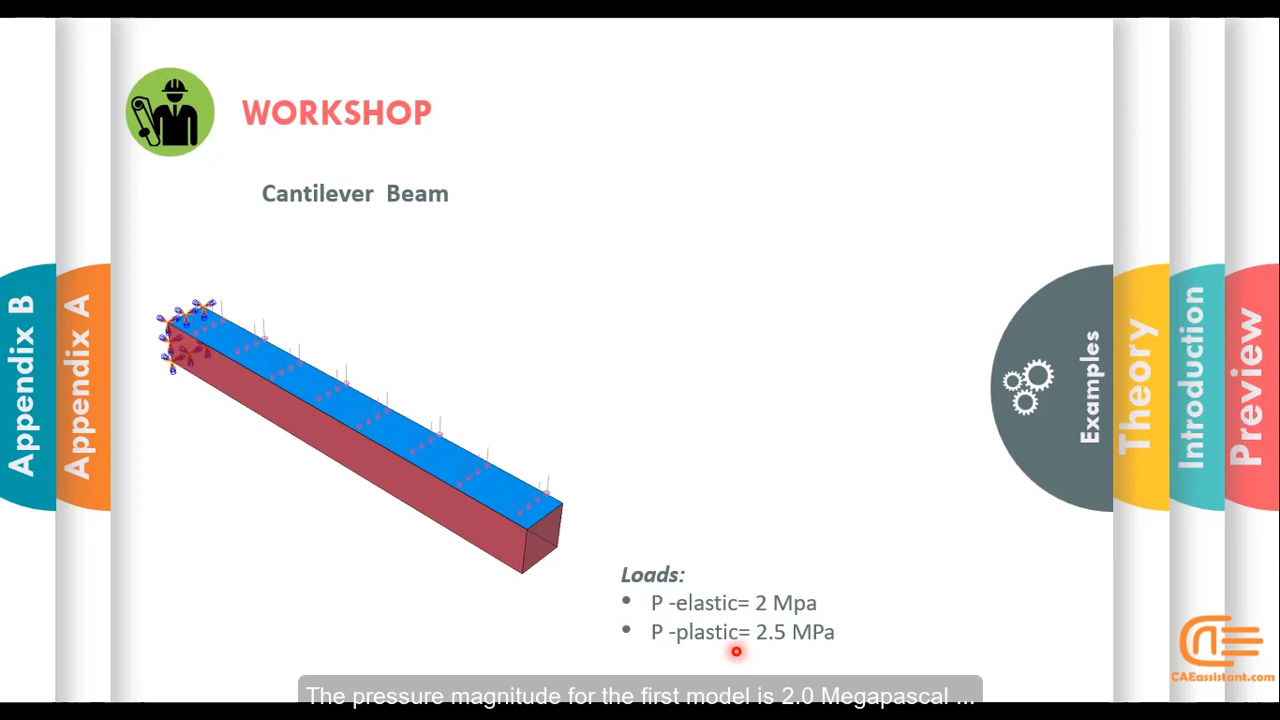 WORKSHOP
Cantilever Beam
Appendix B
Appendix A
Examples
Theory
Introduction
Preview
Loads:
• P -elastic= 2 Mpa
• P -plastic= 2.5 MPa
CAEassistant.com
The pressure magnitude for the first model is 2.0 Megapascal ...